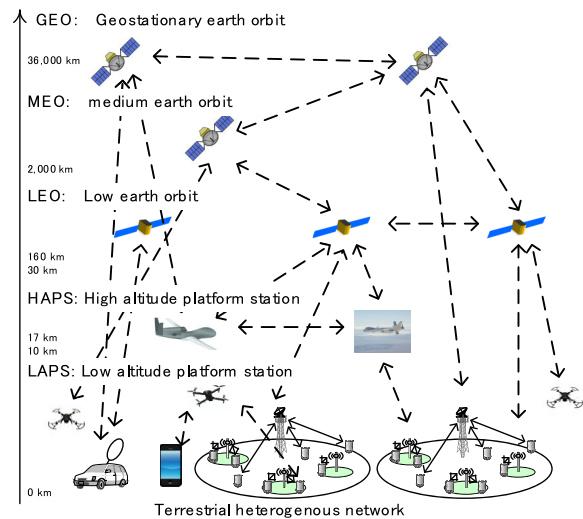 GEO: Geostationary earth orbit
36,000 km
MEO: medium earth orbit
2,000 km
LEO: Low earth orbit
160 km
30 km
HAPS: High altitude platform station
17 km
10 km
LAPS: Low altitude platform station
0 km
Terrestrial heterogenous network